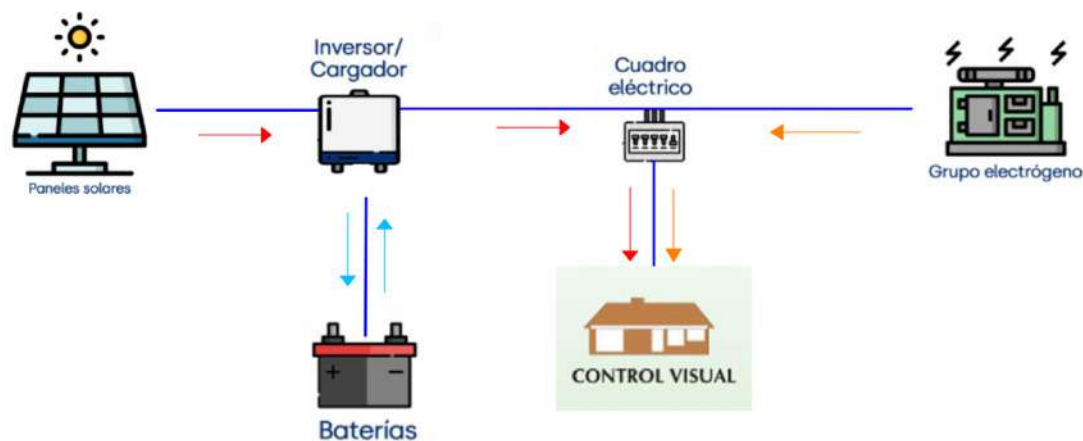 Inversor/
Cargador
Cuadro
eléctrico
Paneles solares
Grupo electrógeno
CONTROL VISUAL
+ -
Baterías